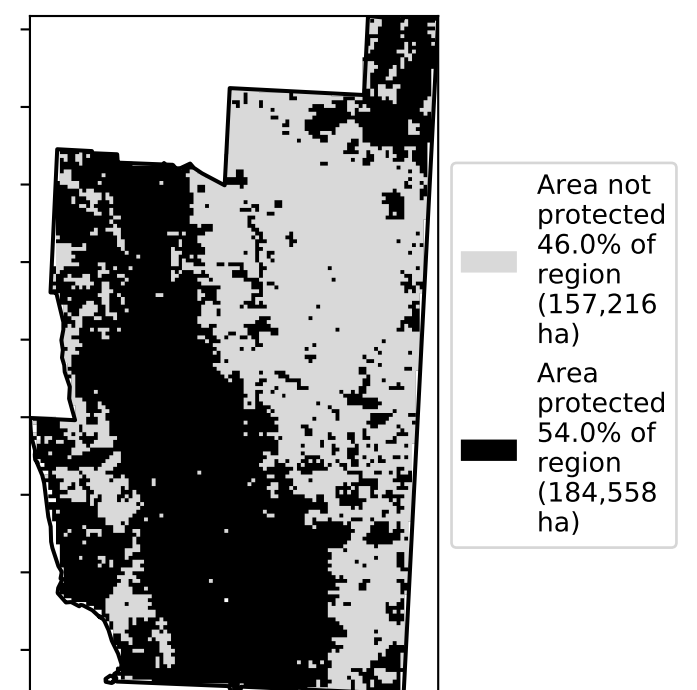 Area not
protected
46.0% of
region
(157,216
ha)
Area
protected
54.0% of
region
(184,558
ha)